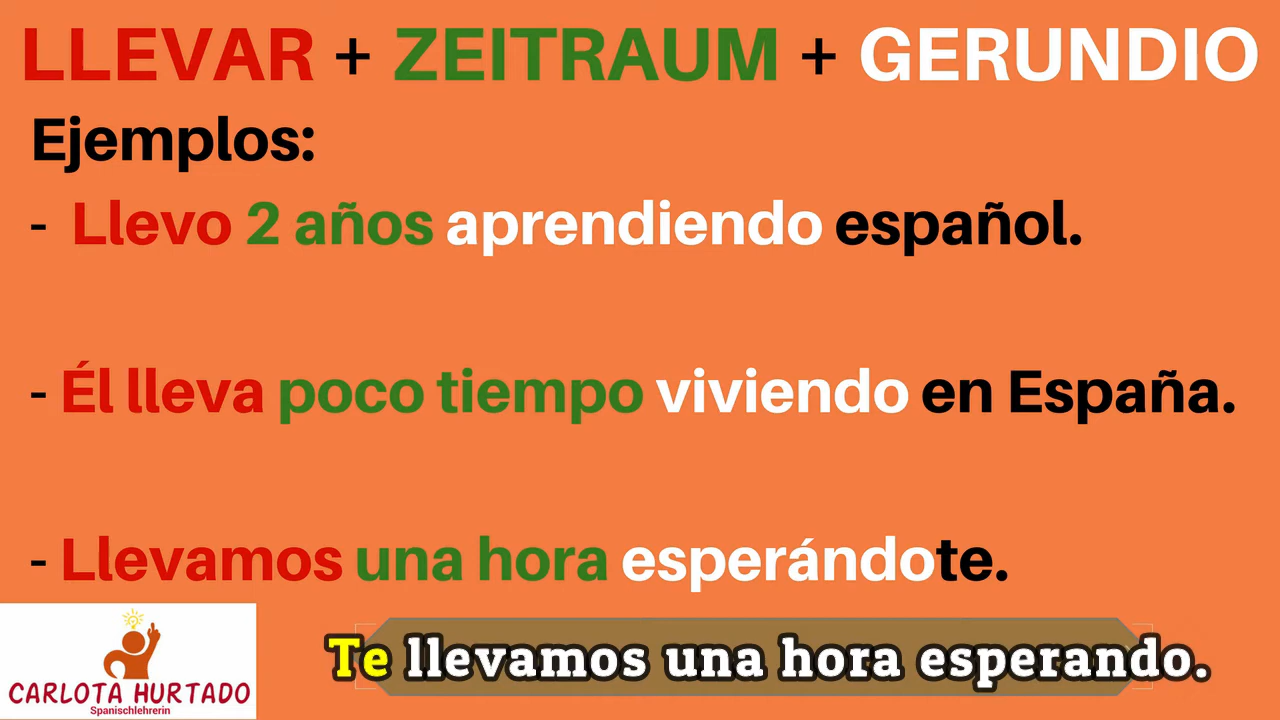 LLEVAR + ZEITRAUM + GERUNDIO
Ejemplos:
- Llevo 2 años aprendiendo español.
- Él lleva poco tiempo viviendo en España.
- Llevamos una hora esperándote.
Te llevamos una hora esperando.
CARLOTA HURTADO
Spanischlehrerin